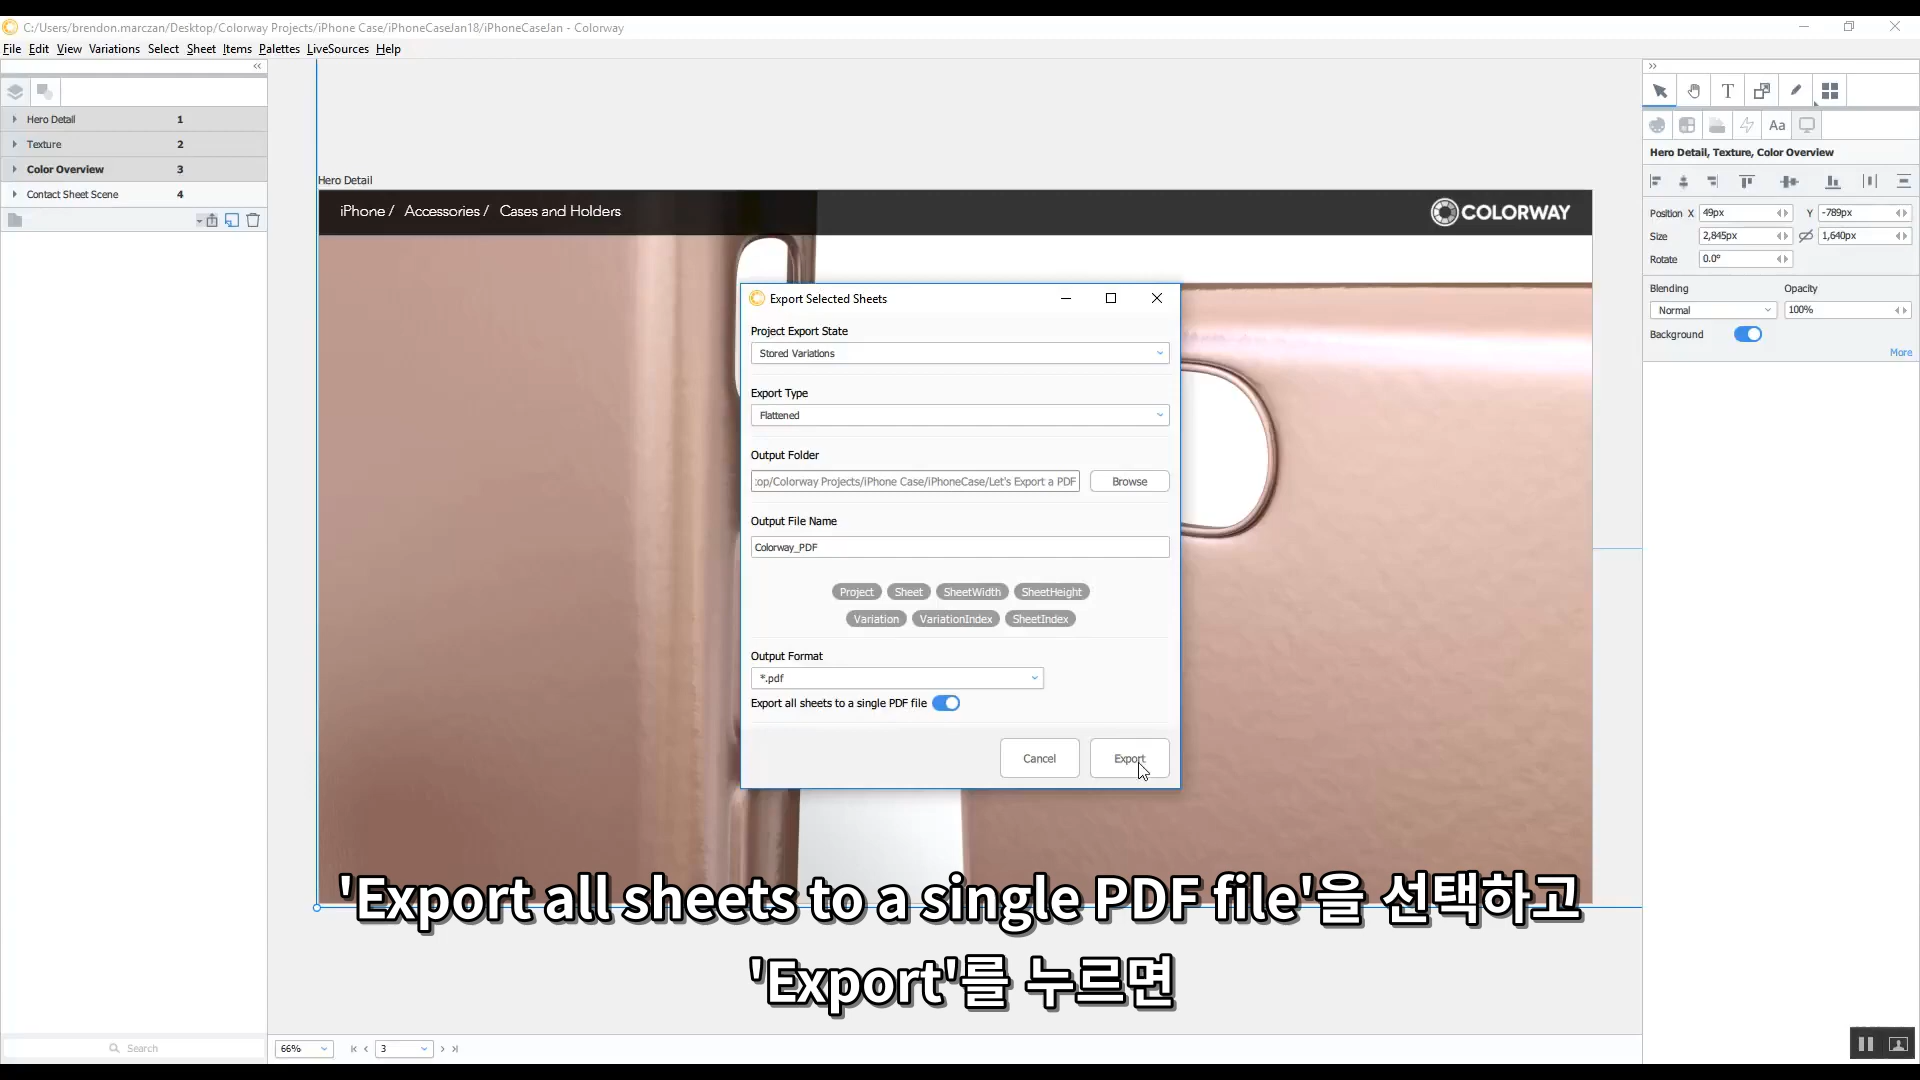 C:/Users/brendon.marczan/Desktop/Colorway Projects/iPhone Case/iPhoneCaseJan18/iPhoneCaseJan - Colorway
File Edit View Variations Select Sheet Items Palettes LiveSources Help
Hero Detail 1
Texture 2
Color Overview 3
Contact Sheet Scene 4
Search
Hero Detail
iPhone / Accessories / Cases and Holders
COLORWAY
Export Selected Sheets
Project Export State
Stored Variations
Export Type
Flattened
Output Folder
:op/Colorway Projects/iPhone Case/iPhoneCase/Let's Export a PDF Browse
Output File Name
Colorway_PDF
Project Sheet SheetWidth SheetHeight
Variation VariationIndex SheetIndex
Output Format
*.pdf
Export all sheets to a single PDF file
Cancel Export
'Export all sheets to a single PDF file'을 선택하고
'Export'를 누르면
66% 3
T
Aa
Hero Detail, Texture, Color Overview
Position X 49px Y -789px
Size 2,845px 1,640px
Rotate 0.0°
Blending Opacity
Normal 100%
Background
More